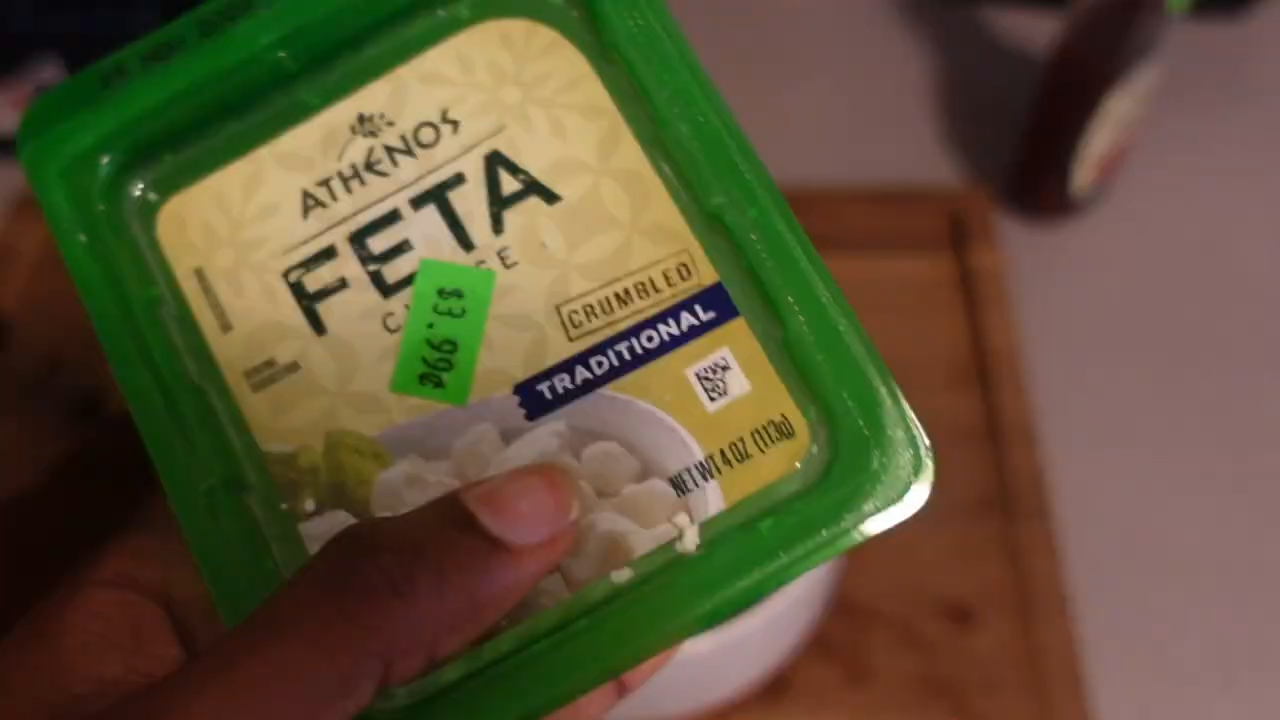 ATHENOS
FETA
CRUMBLED
TRADITIONAL
$3.99¢
NET WT 4 OZ (113g)